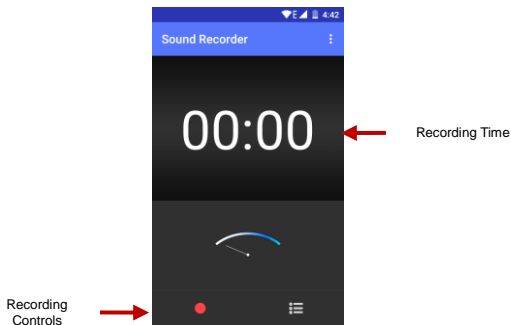 E 4:42
Sound Recorder
00:00
Recording Time
Recording
Controls